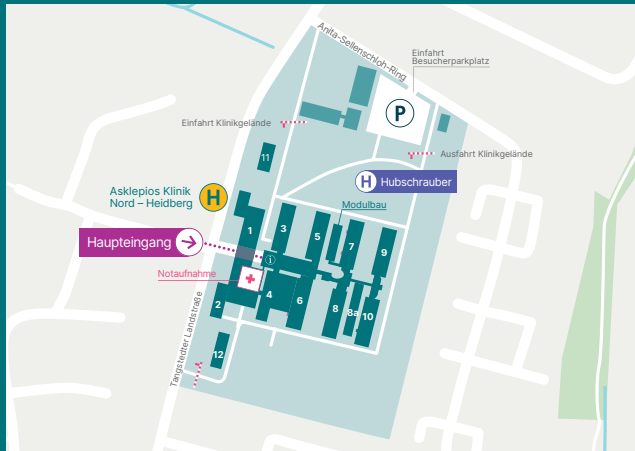 Anita-Sellenschloh-Ring
Einfahrt
Besucherparkplatz
P
Einfahrt Klinikgelände
Ausfahrt Klinikgelände
11
H Hubschrauber
Asklepios Klinik
Nord – Heidberg
H
Modulbau
1
3
5
7
9
Haupteingang
i
Notaufnahme
2
4
6
8
8a
10
12
Tangstedter Landstraße